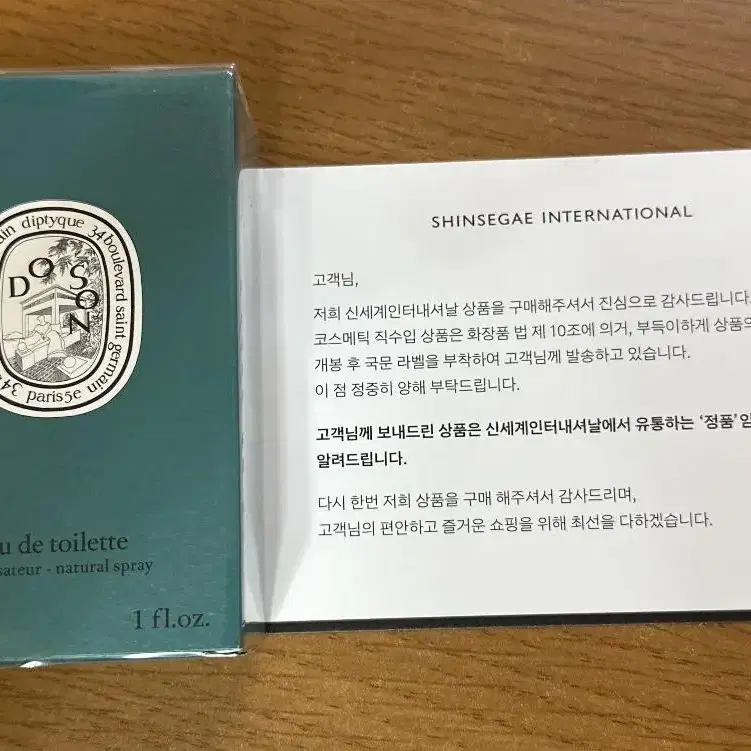 diptyque 34 boulevard saint germain
paris5e
34
DO SON
de toilette
- natural spray
1 fl.oz.
SHINSEGAE INTERNATIONAL
고객님,
저희 신세계인터내셔날 상품을 구매해주셔서 진심으로 감사드립니다.
코스메틱 직수입 상품은 화장품 법 제 10조에 의거, 부득이하게 상품
개봉 후 국문 라벨을 부착하여 고객님께 발송하고 있습니다.
이 점 정중히 양해 부탁드립니다.
고객님께 보내드린 상품은 신세계인터내셔날에서 유통하는 ‘정품’임
알려드립니다.
다시 한번 저희 상품을 구매 해주셔서 감사드리며,
고객님의 편안하고 즐거운 쇼핑을 위해 최선을 다하겠습니다.